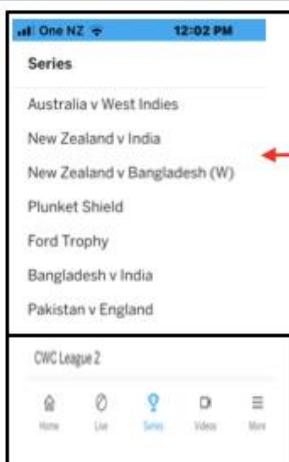 One NZ 12:02 PM
Series
Australia v West Indies
New Zealand v India
New Zealand v Bangladesh (W)
Plunket Shield
Ford Trophy
Bangladesh v India
Pakistan v England
CWC League 2
Home Live Series Videos More